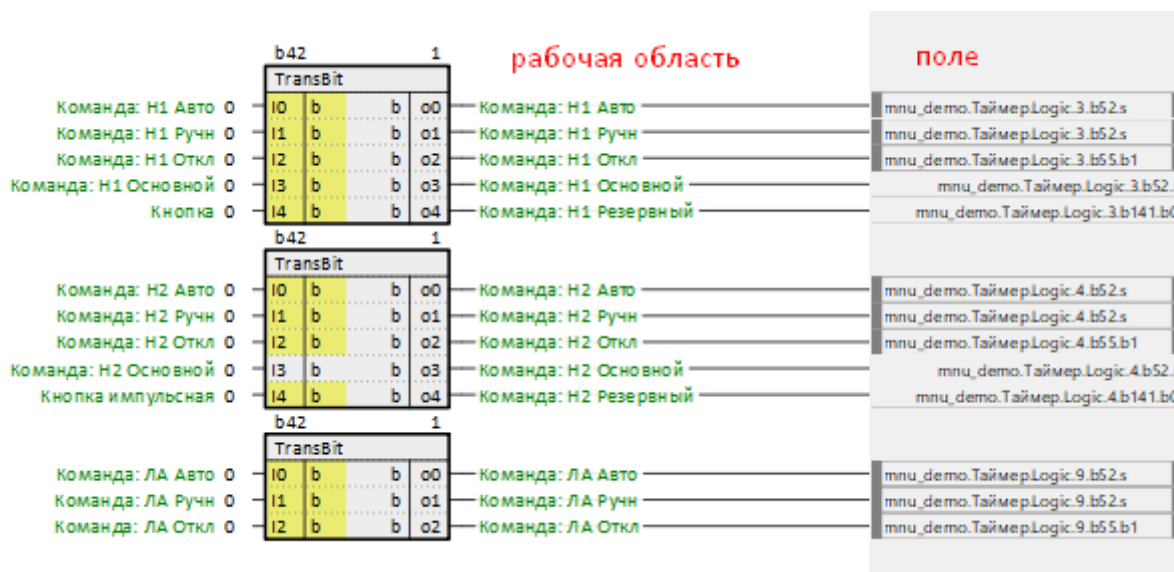 рабочая область
поле
b42 1
TransBit
Команда: Н1 Авто 0 I0 b b o0 Команда: Н1 Авто mnu_demo.Таймер.Logic.3.b52.s
Команда: Н1 Ручн 0 I1 b b o1 Команда: Н1 Ручн mnu_demo.Таймер.Logic.3.b52.s
Команда: Н1 Откл 0 I2 b b o2 Команда: Н1 Откл mnu_demo.Таймер.Logic.3.b55.b1
Команда: Н1 Основной 0 I3 b b o3 Команда: Н1 Основной mnu_demo.Таймер.Logic.3.b52.
Кнопка 0 I4 b b o4 Команда: Н1 Резервный mnu_demo.Таймер.Logic.3.b141.b0
b42 1
TransBit
Команда: Н2 Авто 0 I0 b b o0 Команда: Н2 Авто mnu_demo.Таймер.Logic.4.b52.s
Команда: Н2 Ручн 0 I1 b b o1 Команда: Н2 Ручн mnu_demo.Таймер.Logic.4.b52.s
Команда: Н2 Откл 0 I2 b b o2 Команда: Н2 Откл mnu_demo.Таймер.Logic.4.b55.b1
Команда: Н2 Основной 0 I3 b b o3 Команда: Н2 Основной mnu_demo.Таймер.Logic.4.b52.
Кнопка импульсная 0 I4 b b o4 Команда: Н2 Резервный mnu_demo.Таймер.Logic.4.b141.b0
b42 1
TransBit
Команда: ЛА Авто 0 I0 b b o0 Команда: ЛА Авто mnu_demo.Таймер.Logic.9.b52.s
Команда: ЛА Ручн 0 I1 b b o1 Команда: ЛА Ручн mnu_demo.Таймер.Logic.9.b52.s
Команда: ЛА Откл 0 I2 b b o2 Команда: ЛА Откл mnu_demo.Таймер.Logic.9.b55.b1